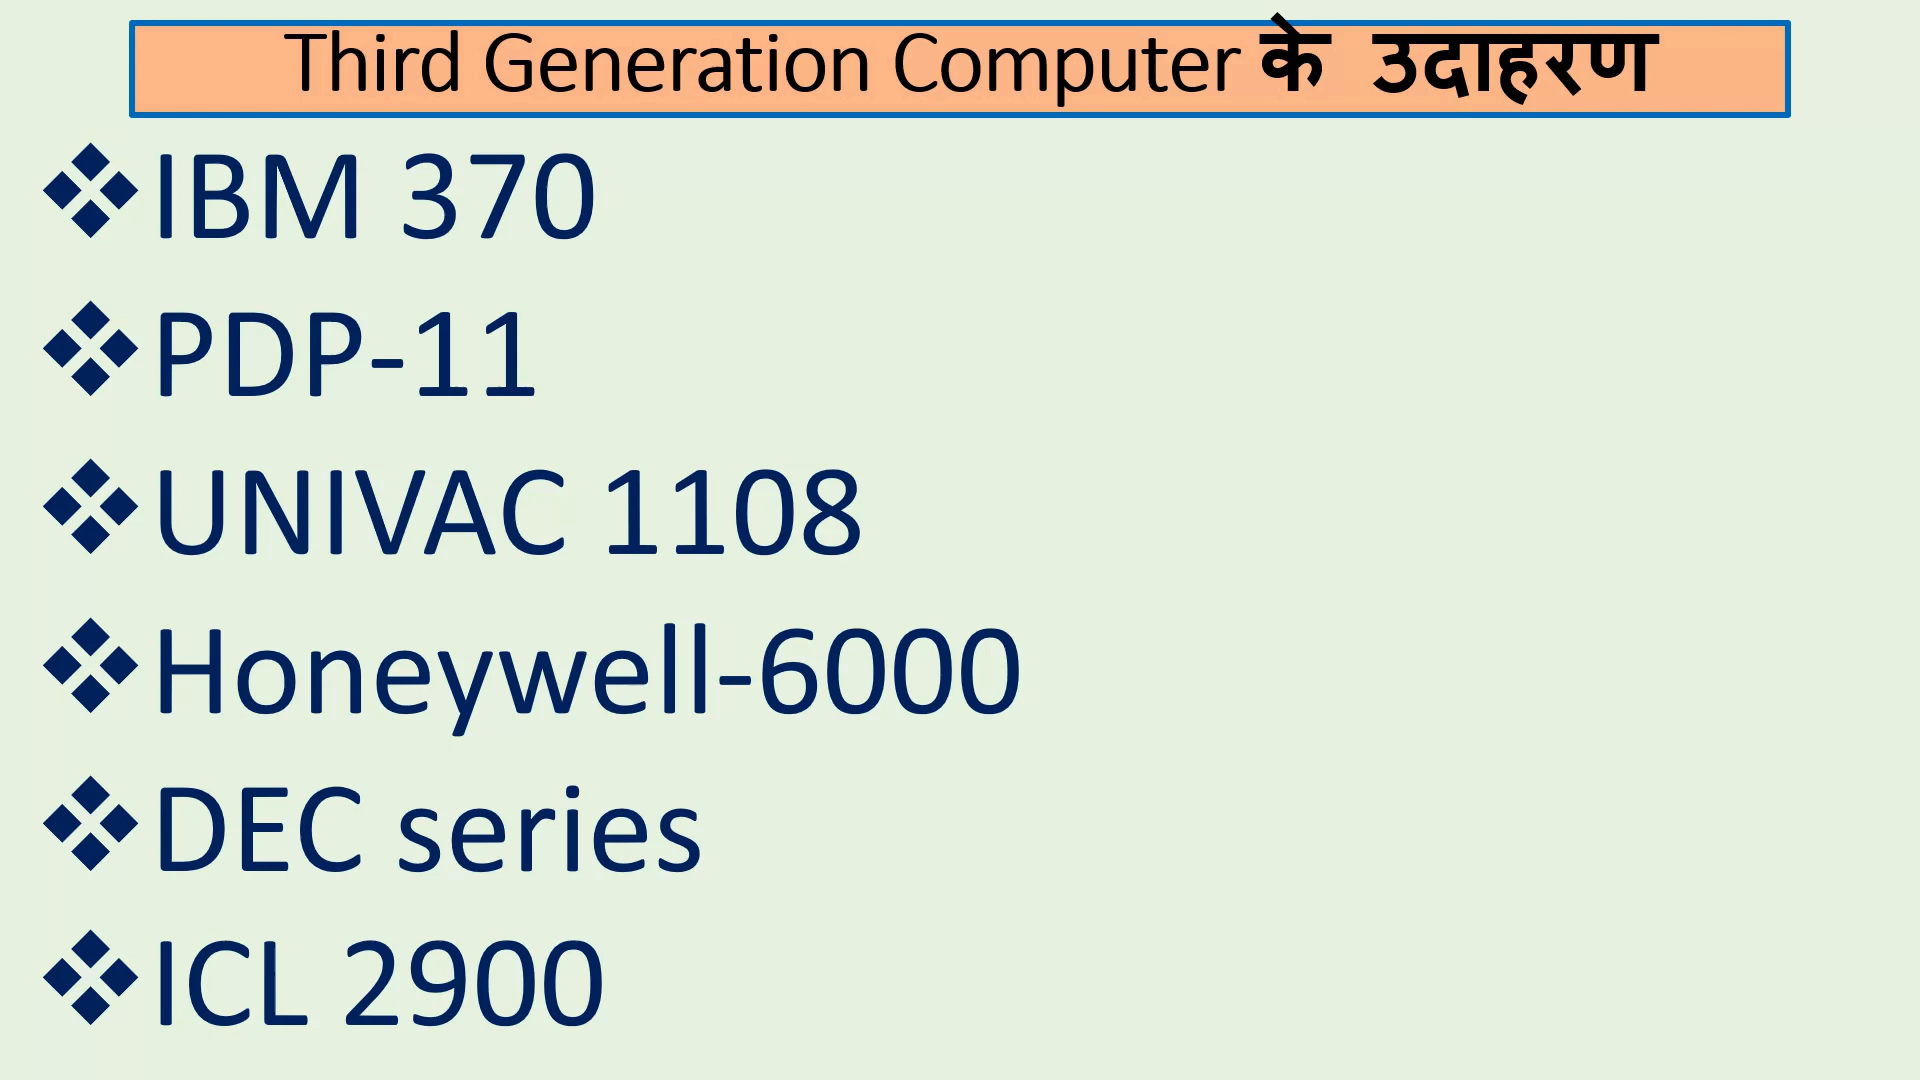 Third Generation Computer के उदाहरण
❖IBM 370
❖PDP-11
❖UNIVAC 1108
❖Honeywell-6000
❖DEC series
❖ICL 2900